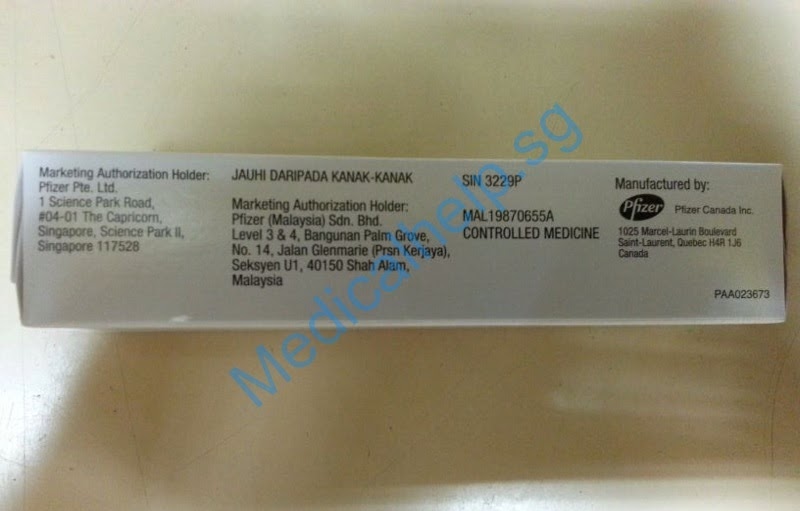 Marketing Authorization Holder:
Pfizer Pte. Ltd.
1 Science Park Road,
#04-01 The Capricorn,
Singapore, Science Park II,
Singapore 117528
JAUHI DARIPADA KANAK-KANAK
Marketing Authorization Holder:
Pfizer (Malaysia) Sdn. Bhd.
Level 3 & 4, Bangunan Palm Grove,
No. 14, Jalan Glenmarie (Prsn Kerjaya),
Seksyen U1, 40150 Shah Alam,
Malaysia
SIN 3229P
MAL19870655A
CONTROLLED MEDICINE
Manufactured by:
Pfizer Pfizer Canada Inc.
1025 Marcel-Laurin Boulevard
Saint-Laurent, Quebec H4R 1J6
Canada
PAA023673
Medicalhelp.sg